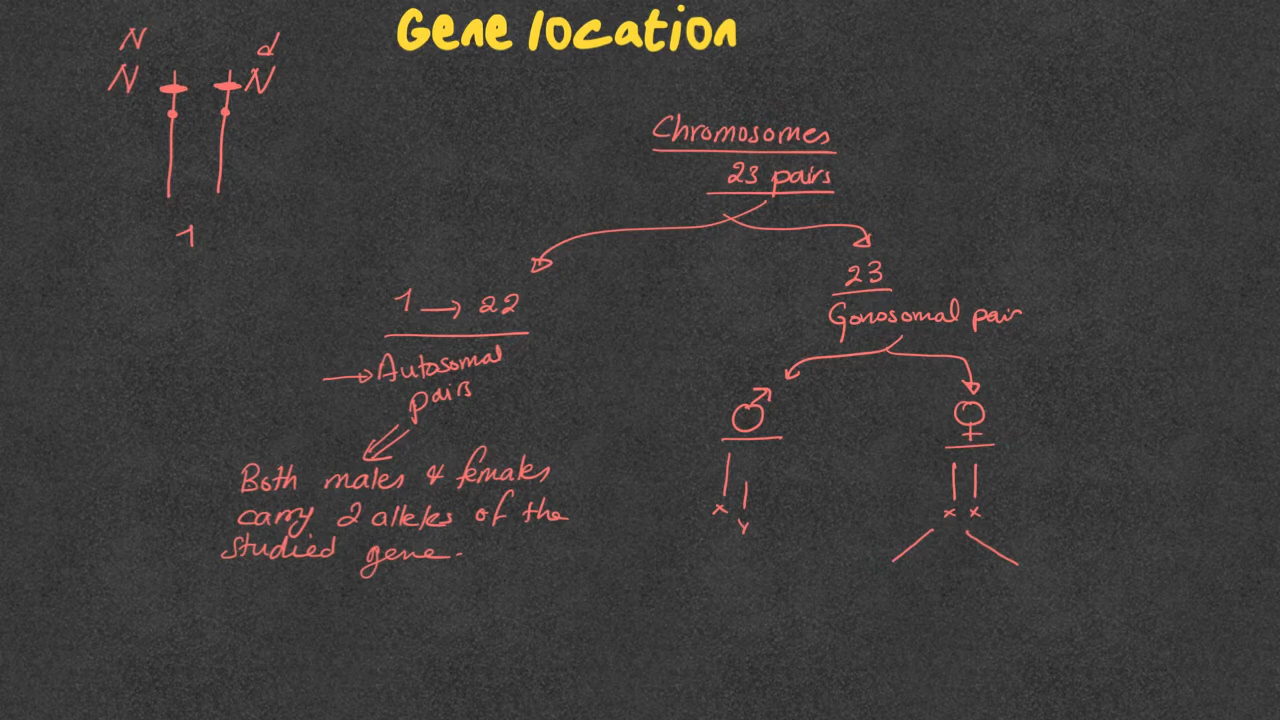 Gene location
N
d
N
N
1
Chromosomes
23 pairs
1 → 22
Autosomal
pairs
Both males & females
carry 2 alleles of the
studied gene.
23
Gonosomal pair
♂
♀
x
y
x x